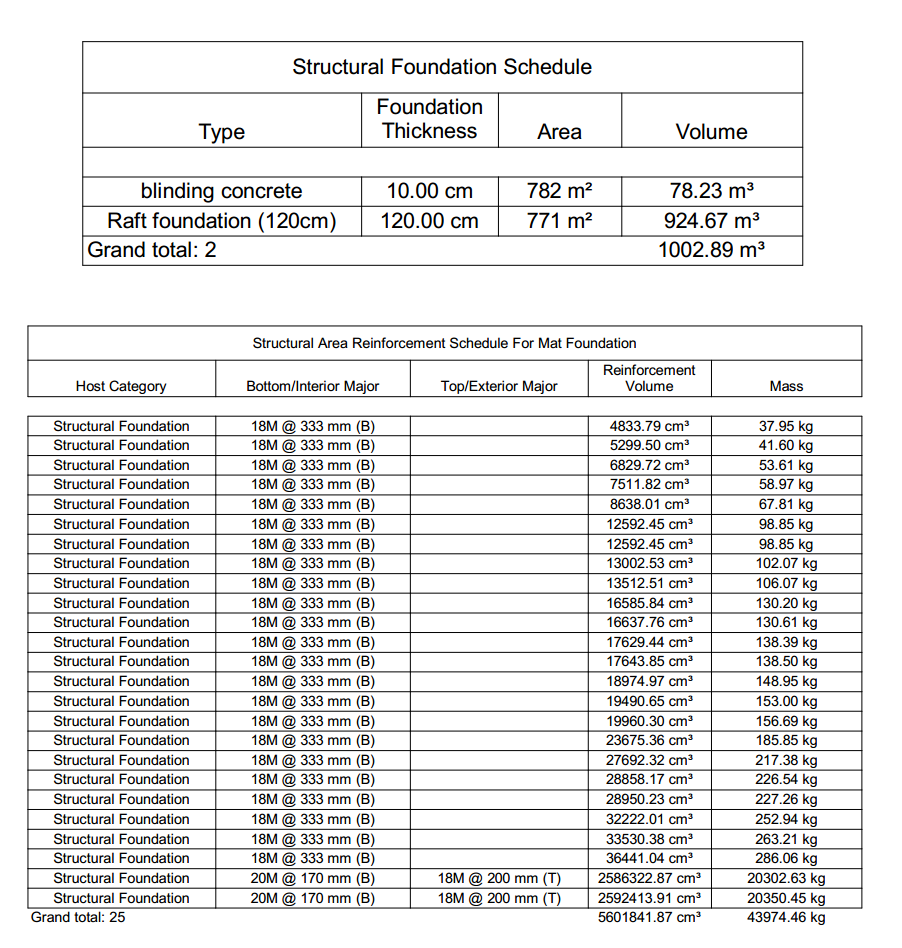 Structural Foundation Schedule
Type Foundation Thickness Area Volume
blinding concrete 10.00 cm 782 m² 78.23 m³
Raft foundation (120cm) 120.00 cm 771 m² 924.67 m³
Grand total: 2 1002.89 m³
Structural Area Reinforcement Schedule For Mat Foundation
Host Category Bottom/Interior Major Top/Exterior Major Reinforcement Volume Mass
Structural Foundation 18M @ 333 mm (B) 4833.79 cm³ 37.95 kg
Structural Foundation 18M @ 333 mm (B) 5299.50 cm³ 41.60 kg
Structural Foundation 18M @ 333 mm (B) 6829.72 cm³ 53.61 kg
Structural Foundation 18M @ 333 mm (B) 7511.82 cm³ 58.97 kg
Structural Foundation 18M @ 333 mm (B) 8638.01 cm³ 67.81 kg
Structural Foundation 18M @ 333 mm (B) 12592.45 cm³ 98.85 kg
Structural Foundation 18M @ 333 mm (B) 12592.45 cm³ 98.85 kg
Structural Foundation 18M @ 333 mm (B) 13002.53 cm³ 102.07 kg
Structural Foundation 18M @ 333 mm (B) 13512.51 cm³ 106.07 kg
Structural Foundation 18M @ 333 mm (B) 16585.84 cm³ 130.20 kg
Structural Foundation 18M @ 333 mm (B) 16637.76 cm³ 130.61 kg
Structural Foundation 18M @ 333 mm (B) 17629.44 cm³ 138.39 kg
Structural Foundation 18M @ 333 mm (B) 17643.85 cm³ 138.50 kg
Structural Foundation 18M @ 333 mm (B) 18974.97 cm³ 148.95 kg
Structural Foundation 18M @ 333 mm (B) 19490.65 cm³ 153.00 kg
Structural Foundation 18M @ 333 mm (B) 19960.30 cm³ 156.69 kg
Structural Foundation 18M @ 333 mm (B) 23675.36 cm³ 185.85 kg
Structural Foundation 18M @ 333 mm (B) 27692.32 cm³ 217.38 kg
Structural Foundation 18M @ 333 mm (B) 28858.17 cm³ 226.54 kg
Structural Foundation 18M @ 333 mm (B) 28950.23 cm³ 227.26 kg
Structural Foundation 18M @ 333 mm (B) 32222.01 cm³ 252.94 kg
Structural Foundation 18M @ 333 mm (B) 33530.38 cm³ 263.21 kg
Structural Foundation 18M @ 333 mm (B) 36441.04 cm³ 286.06 kg
Structural Foundation 20M @ 170 mm (B) 18M @ 200 mm (T) 2586322.87 cm³ 20302.63 kg
Structural Foundation 20M @ 170 mm (B) 18M @ 200 mm (T) 2592413.91 cm³ 20350.45 kg
Grand total: 25 5601841.87 cm³ 43974.46 kg